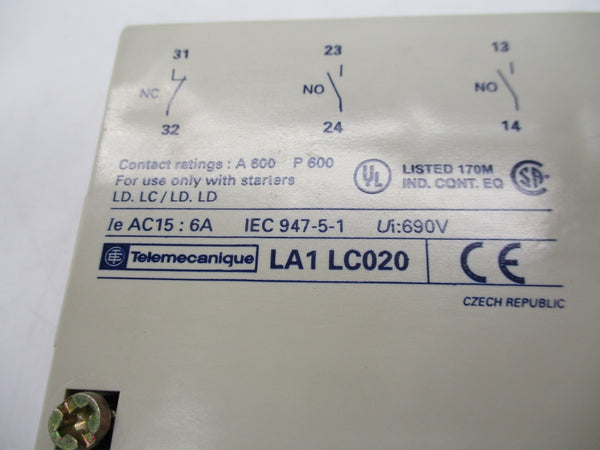 31 23 13
NC NO NO
32 24 14
Contact ratings : A 600 P 600
For use only with starters
LD. LC / LD. LD
UL LISTED 170M
IND. CONT. EQ
SA
Ie AC15 : 6A IEC 947-5-1 Ui:690V
Telemecanique LA1 LC020 CE
CZECH REPUBLIC